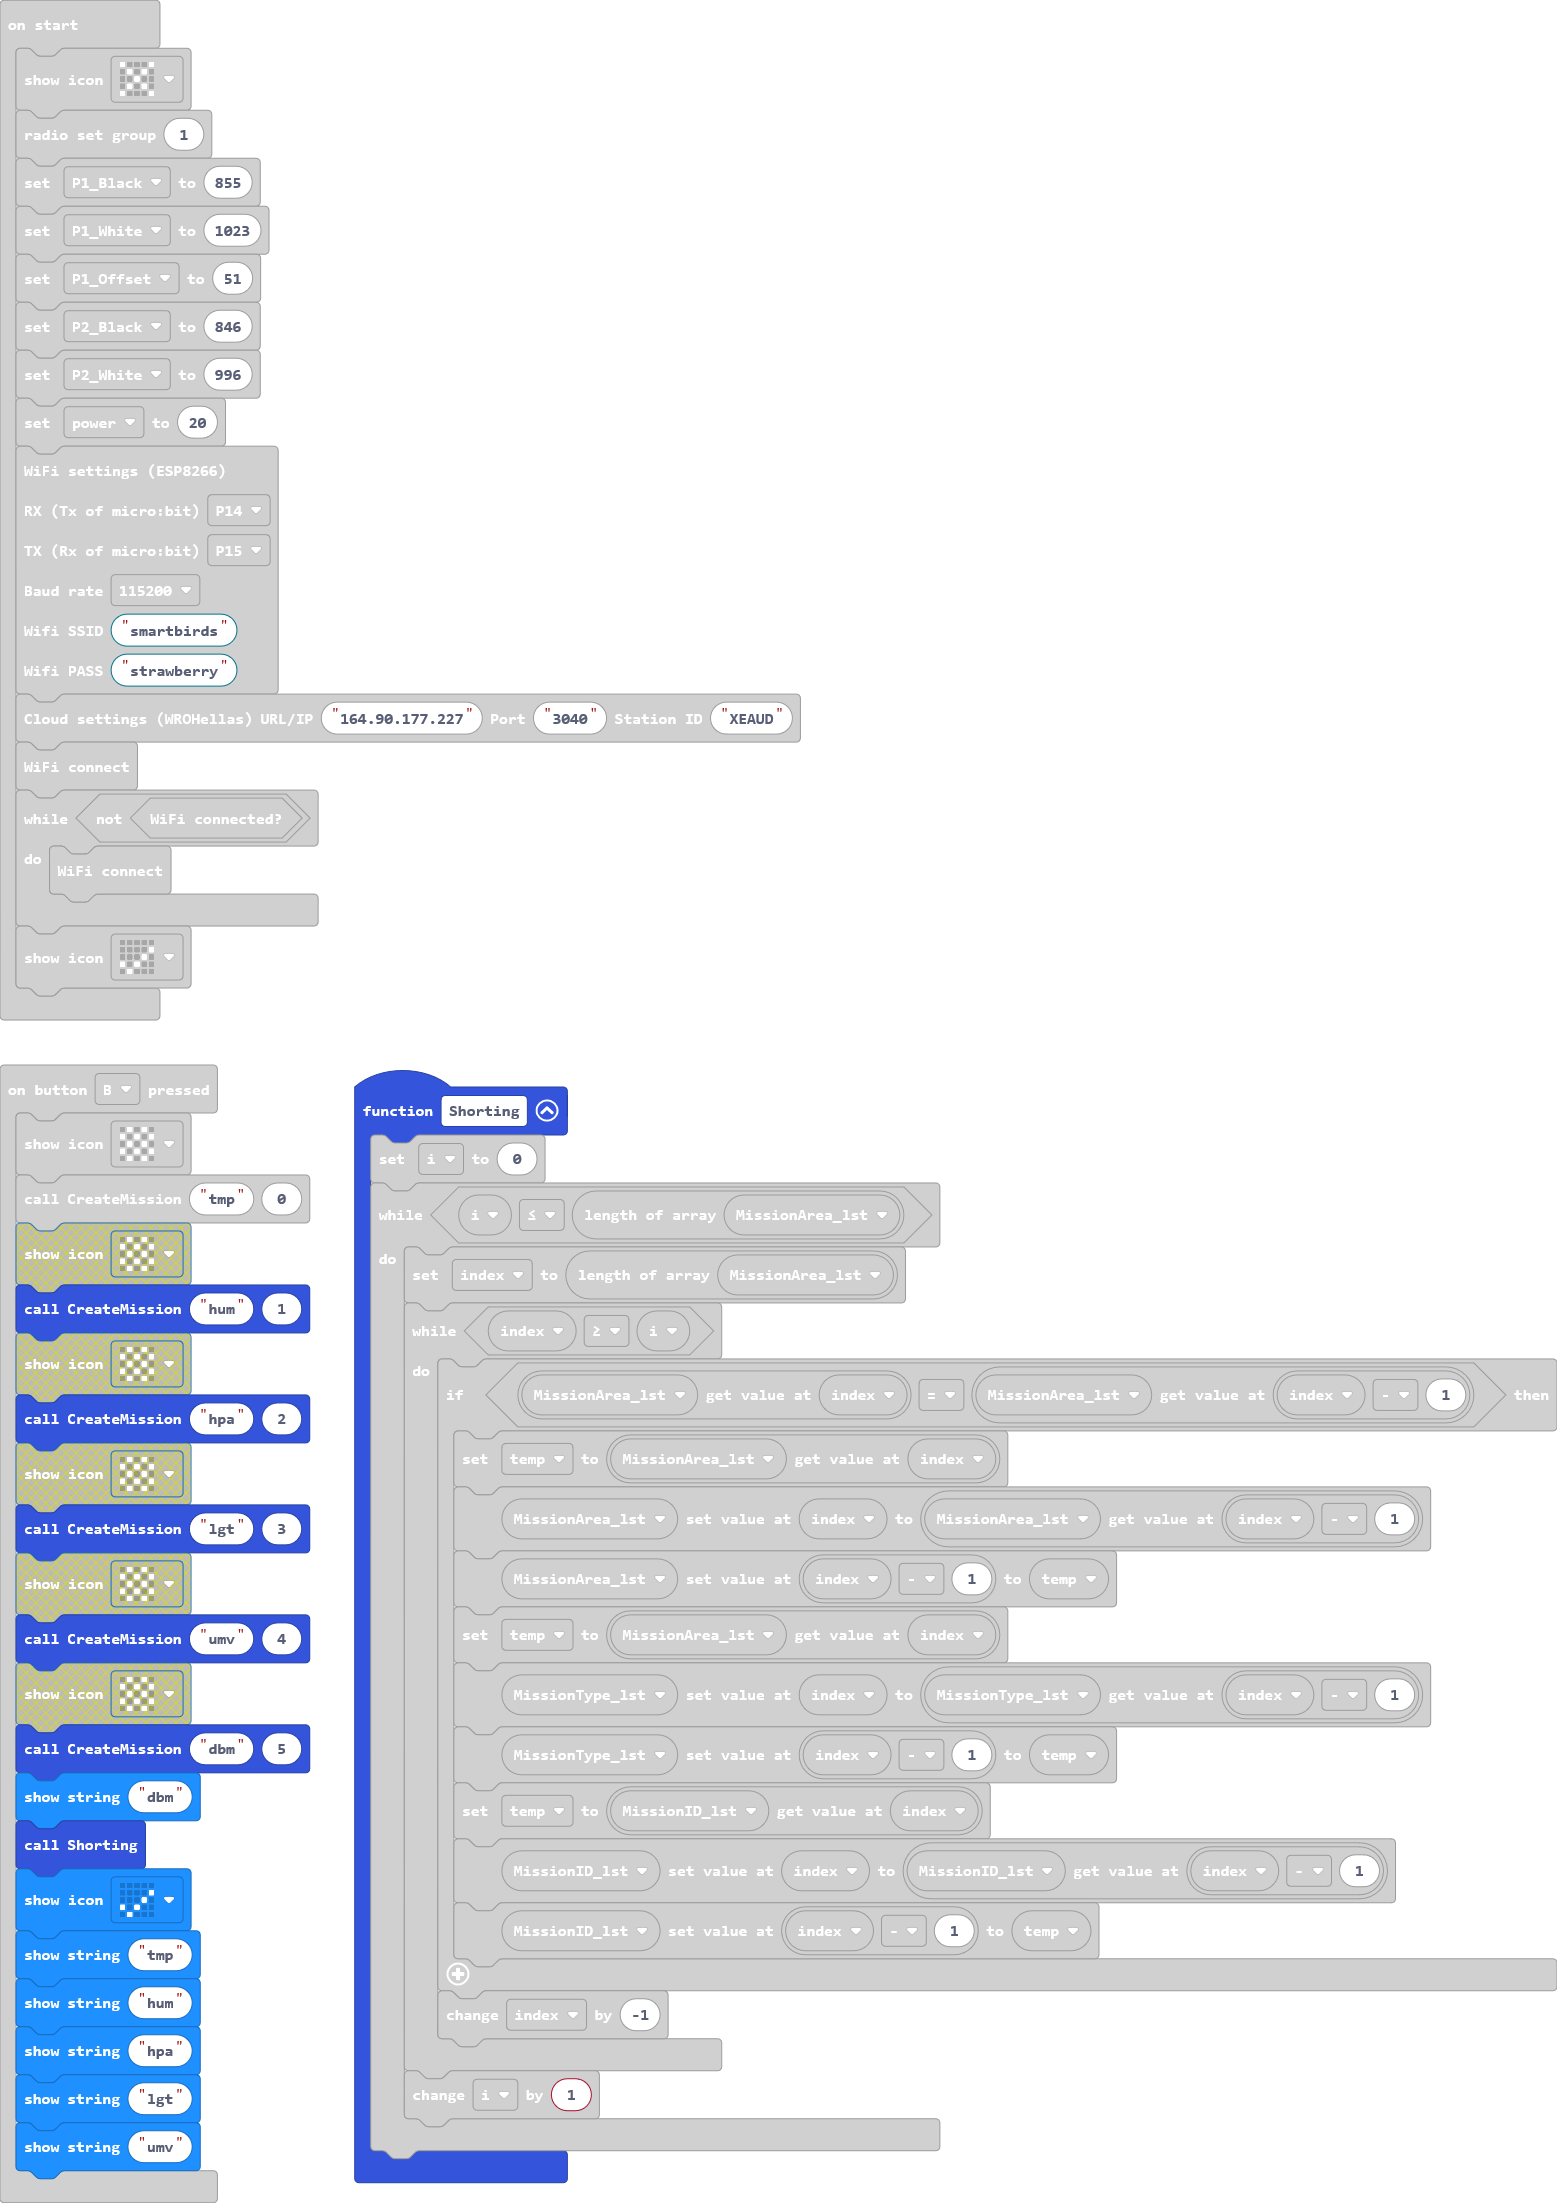 on start
show icon
radio set group 1
set P1_Black to 855
set P1_White to 1023
set P1_Offset to 51
set P2_Black to 846
set P2_White to 996
set power to 20
WiFi settings (ESP8266)
RX (Tx of micro:bit) P14
TX (Rx of micro:bit) P15
Baud rate 115200
Wifi SSID "smartbirds"
Wifi PASS "strawberry"
Cloud settings (WROHellas) URL/IP "164.90.177.227" Port "3040" Station ID "XEAUD"
WiFi connect
while not WiFi connected?
do
WiFi connect
show icon
on button B pressed
show icon
call CreateMission "tmp" 0
show icon
call CreateMission "hum" 1
show icon
call CreateMission "hpa" 2
show icon
call CreateMission "lgt" 3
show icon
call CreateMission "umv" 4
show icon
call CreateMission "dbm" 5
show string "dbm"
call Shorting
show icon
show string "tmp"
show string "hum"
show string "hpa"
show string "lgt"
show string "umv"
function Shorting
set i to 0
while i ≤ length of array MissionArea_lst
do
set index to length of array MissionArea_lst
while index ≥ i
do
if MissionArea_lst get value at index = MissionArea_lst get value at index - 1 then
set temp to MissionArea_lst get value at index
MissionArea_lst set value at index to MissionArea_lst get value at index - 1
MissionArea_lst set value at index - 1 to temp
set temp to MissionArea_lst get value at index
MissionType_lst set value at index to MissionType_lst get value at index - 1
MissionType_lst set value at index - 1 to temp
set temp to MissionID_lst get value at index
MissionID_lst set value at index to MissionID_lst get value at index - 1
MissionID_lst set value at index - 1 to temp
change index by -1
change i by 1